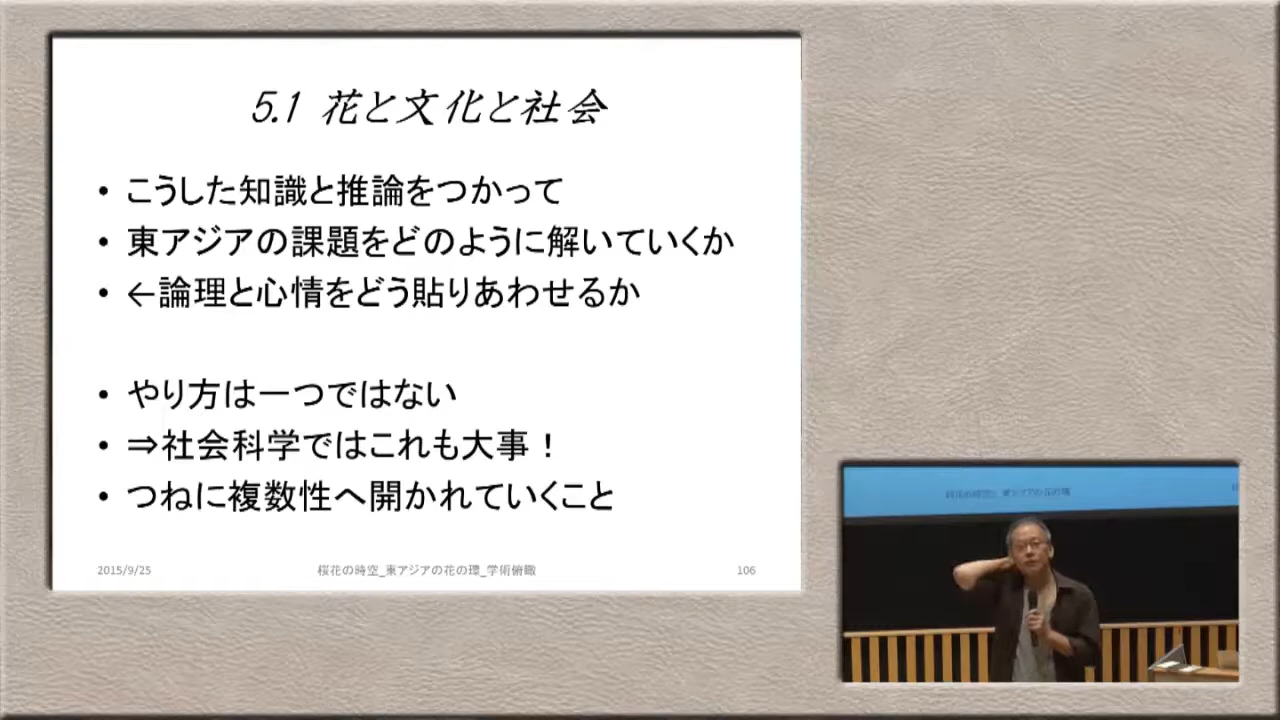 5.1 花と文化と社会
• こうした知識と推論をつかって
• 東アジアの課題をどのように解いていくか
• ←論理と心情をどう貼りあわせるか
• やり方は一つではない
• ⇒社会科学ではこれも大事！
• つねに複数性へ開かれていくこと
2015/9/25
桜花の時空_東アジアの花の環_学術俯瞰
106